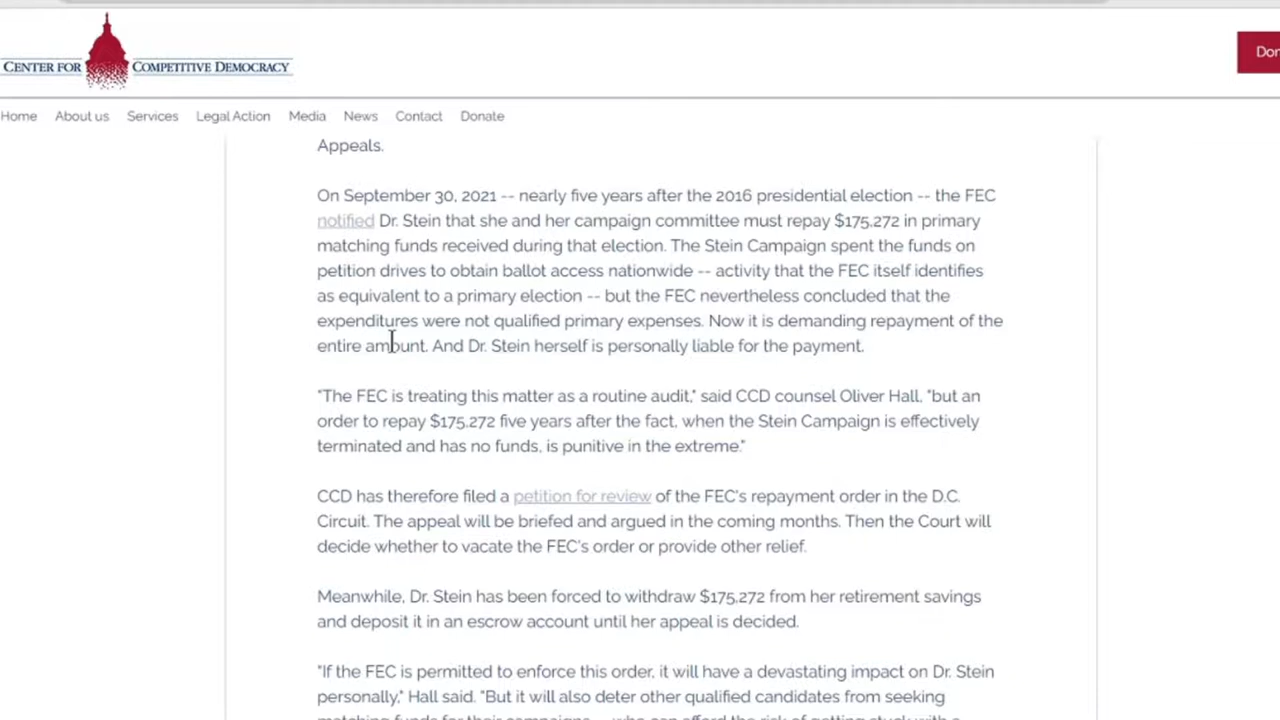 CENTER FOR COMPETITIVE DEMOCRACY
Home About us Services Legal Action Media News Contact Donate
Appeals.
On September 30, 2021 -- nearly five years after the 2016 presidential election -- the FEC
notified Dr. Stein that she and her campaign committee must repay $175,272 in primary
matching funds received during that election. The Stein Campaign spent the funds on
petition drives to obtain ballot access nationwide -- activity that the FEC itself identifies
as equivalent to a primary election -- but the FEC nevertheless concluded that the
expenditures were not qualified primary expenses. Now it is demanding repayment of the
entire amount. And Dr. Stein herself is personally liable for the payment.
"The FEC is treating this matter as a routine audit," said CCD counsel Oliver Hall, "but an
order to repay $175,272 five years after the fact, when the Stein Campaign is effectively
terminated and has no funds, is punitive in the extreme."
CCD has therefore filed a petition for review of the FEC's repayment order in the D.C.
Circuit. The appeal will be briefed and argued in the coming months. Then the Court will
decide whether to vacate the FEC's order or provide other relief.
Meanwhile, Dr. Stein has been forced to withdraw $175,272 from her retirement savings
and deposit it in an escrow account until her appeal is decided.
"If the FEC is permitted to enforce this order, it will have a devastating impact on Dr. Stein
personally," Hall said. "But it will also deter other qualified candidates from seeking